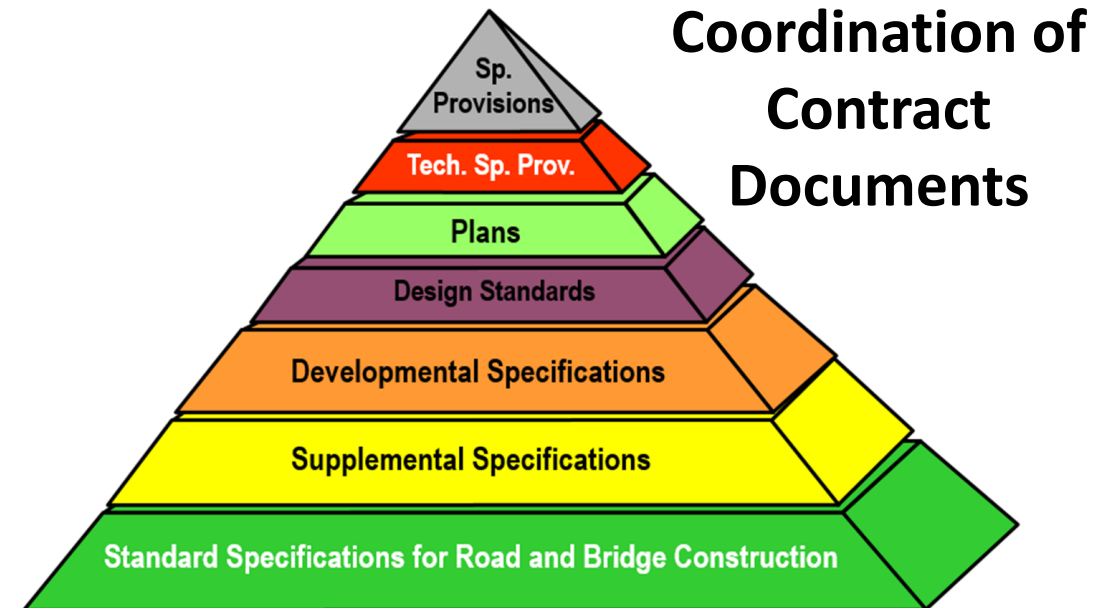 Coordination of
Contract
Documents
Sp.
Provisions
Tech. Sp. Prov.
Plans
Design Standards
Developmental Specifications
Supplemental Specifications
Standard Specifications for Road and Bridge Construction